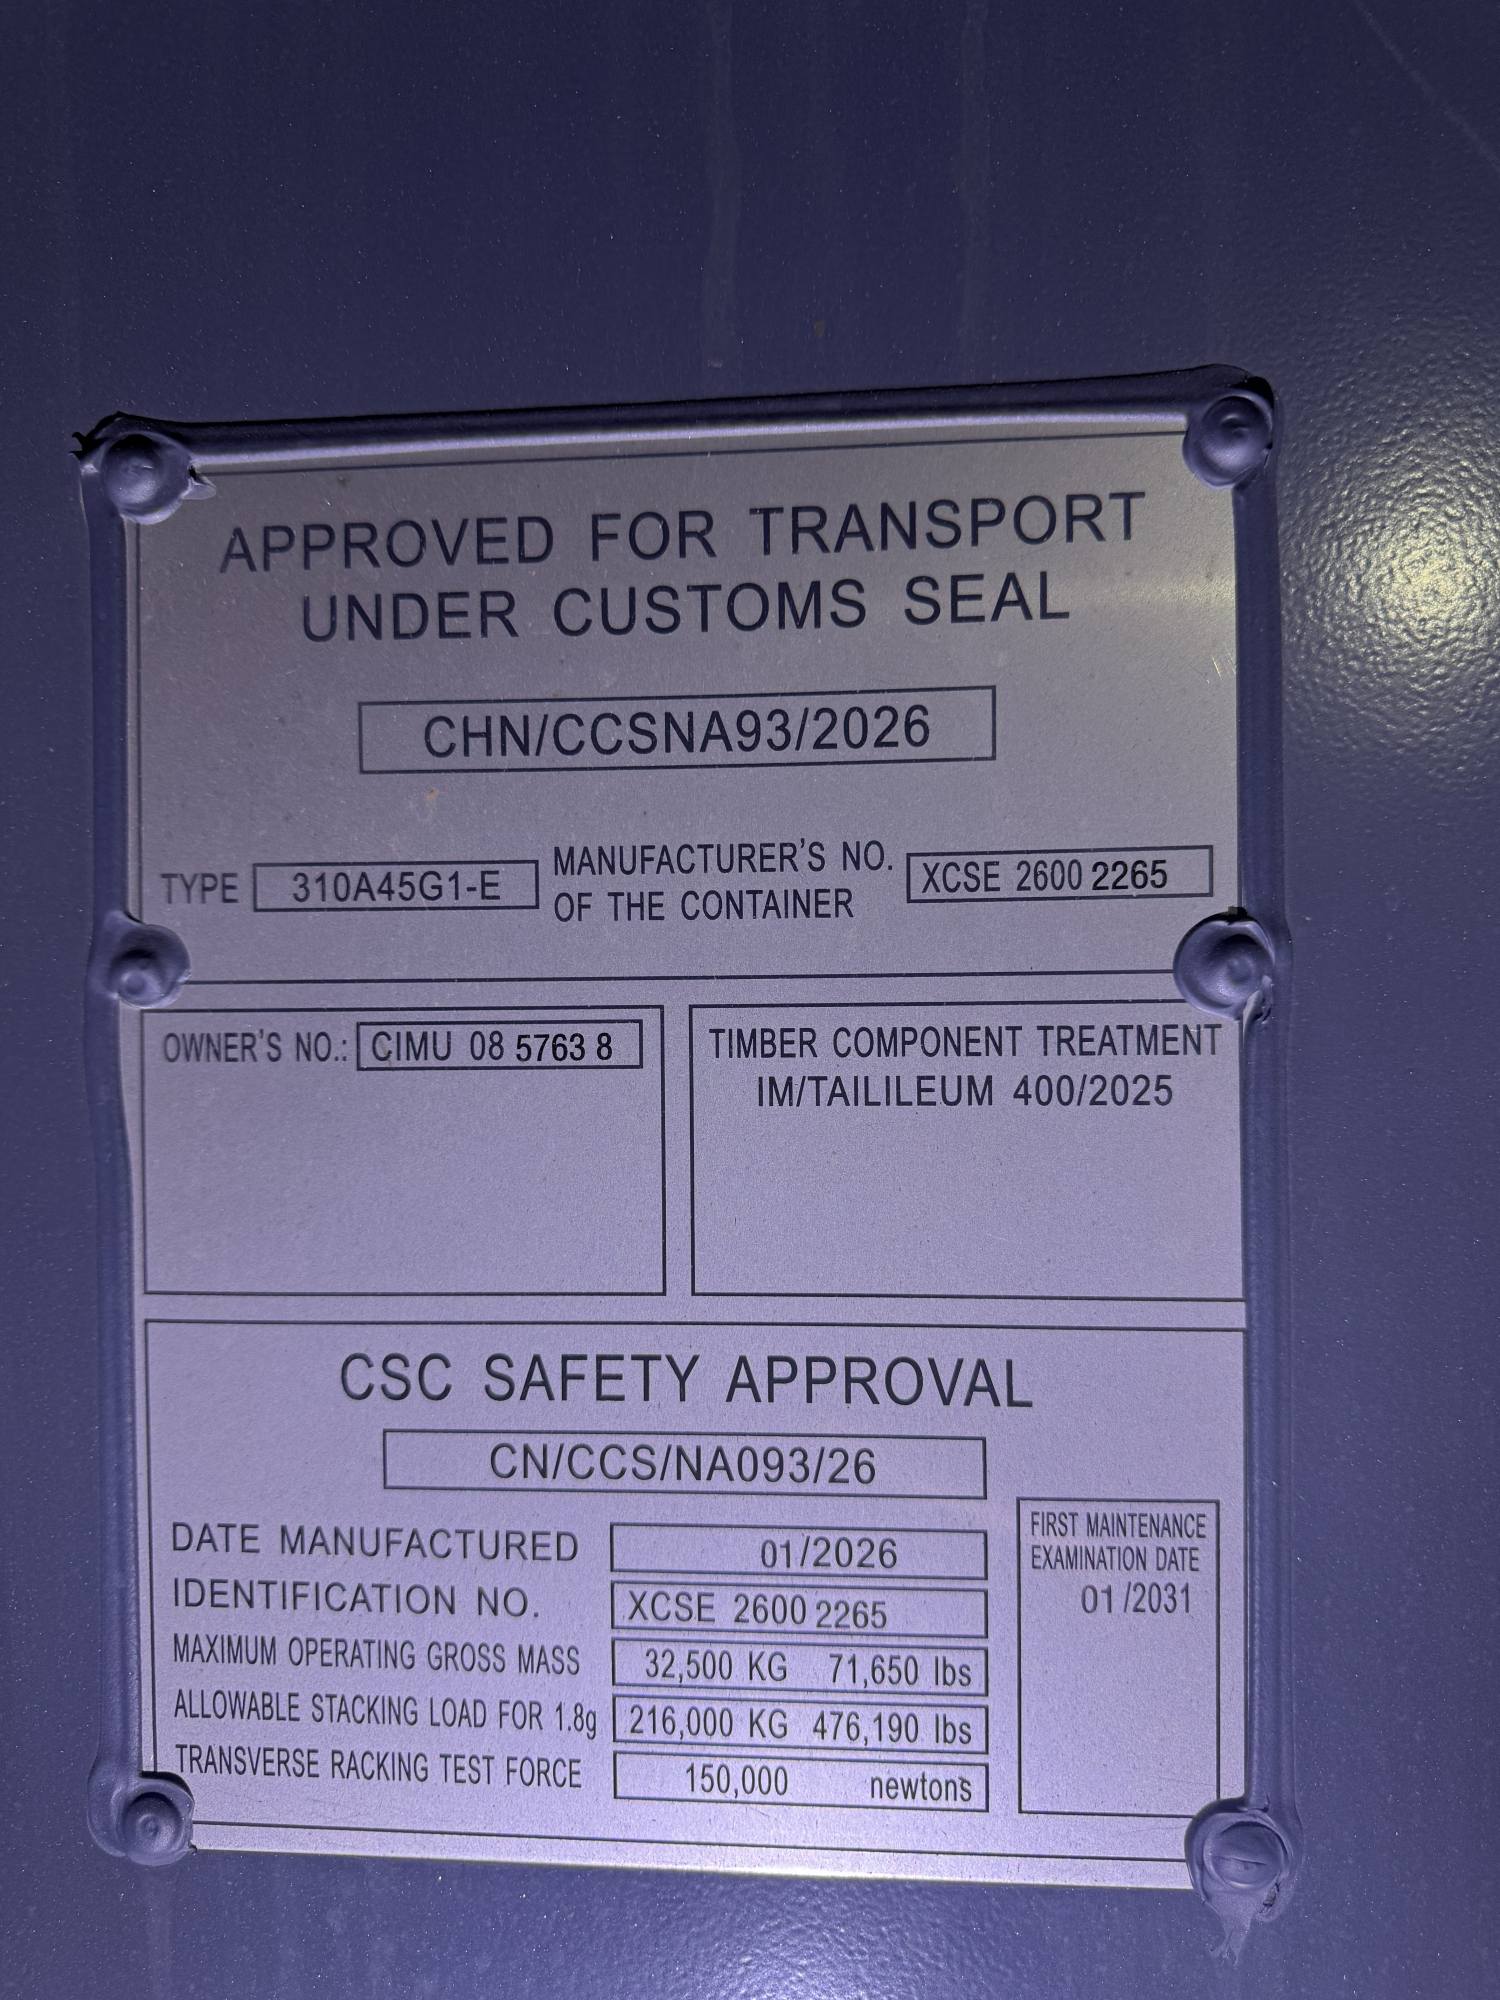 APPROVED FOR TRANSPORT
UNDER CUSTOMS SEAL
CHN/CCSNA93/2026
TYPE 310A45G1-E MANUFACTURER'S NO. OF THE CONTAINER XCSE 2600 2265
OWNER'S NO.: CIMU 08 5763 8
TIMBER COMPONENT TREATMENT
IM/TAILILEUM 400/2025
CSC SAFETY APPROVAL
CN/CCS/NA093/26
DATE MANUFACTURED 01/2026
IDENTIFICATION NO. XCSE 2600 2265
MAXIMUM OPERATING GROSS MASS 32,500 KG 71,650 lbs
ALLOWABLE STACKING LOAD FOR 1.8g 216,000 KG 476,190 lbs
TRANSVERSE RACKING TEST FORCE 150,000 newtons
FIRST MAINTENANCE
EXAMINATION DATE
01 /2031